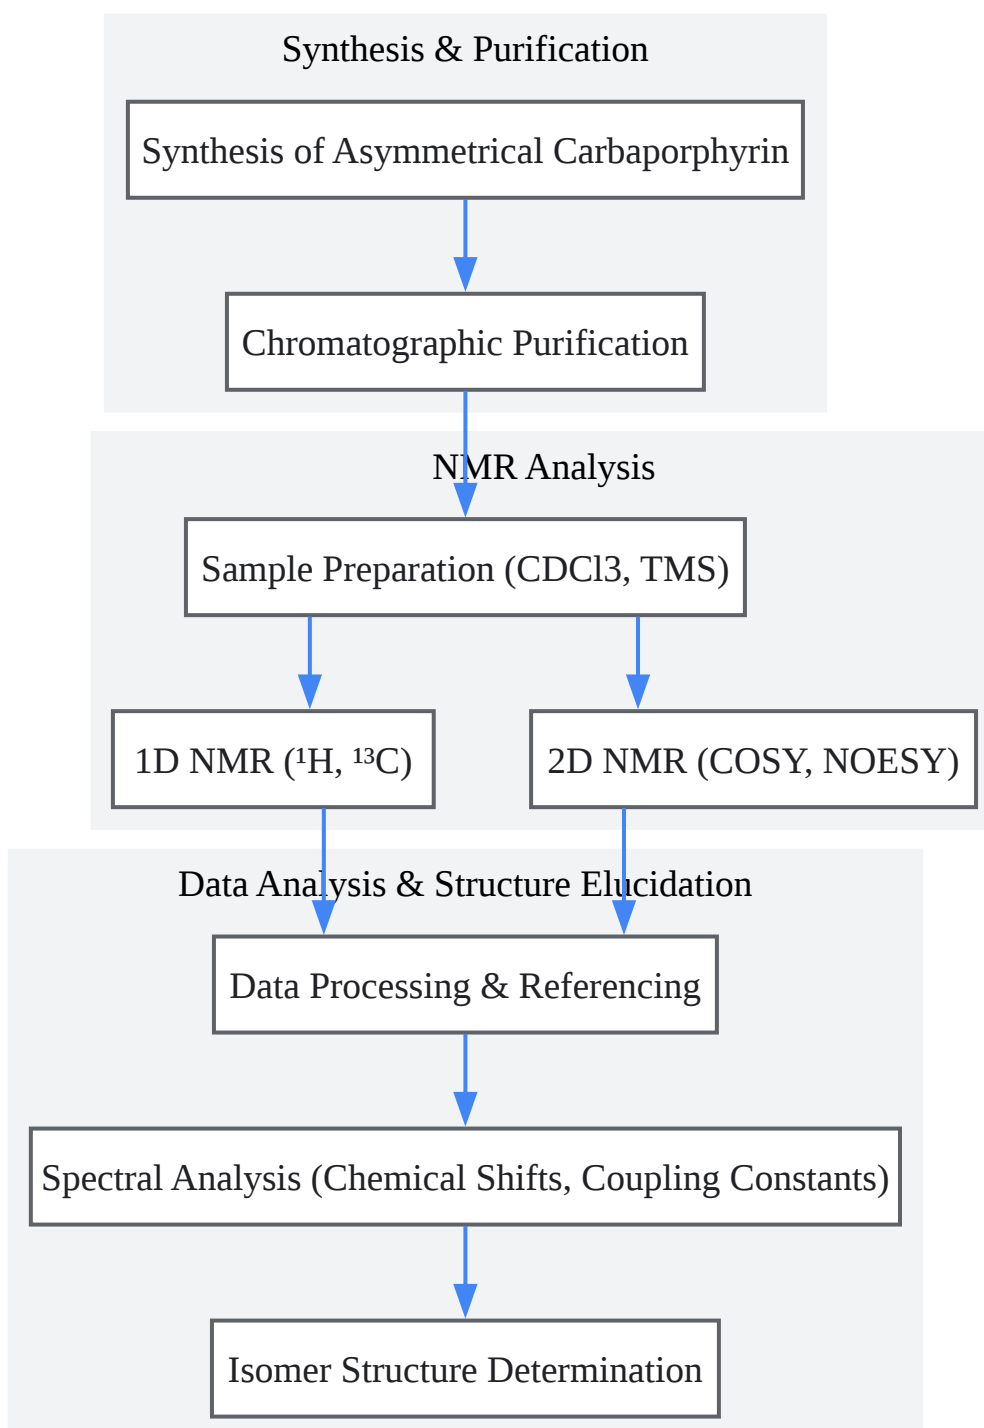 Synthesis & Purification
Synthesis of Asymmetrical Carbaporphyrin
Chromatographic Purification
NMR Analysis
Sample Preparation (CDCl3, TMS)
1D NMR (¹H, ¹³C)
2D NMR (COSY, NOESY)
Data Analysis & Structure Elucidation
Data Processing & Referencing
Spectral Analysis (Chemical Shifts, Coupling Constants)
Isomer Structure Determination